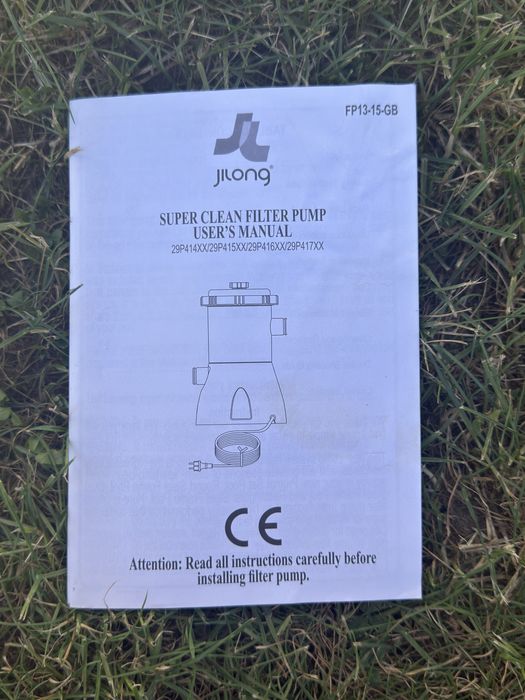 FP13-15-GB
JILONG®
SUPER CLEAN FILTER PUMP
USER'S MANUAL
29P414XX/29P415XX/29P416XX/29P417XX
CE
Attention: Read all instructions carefully before
installing filter pump.